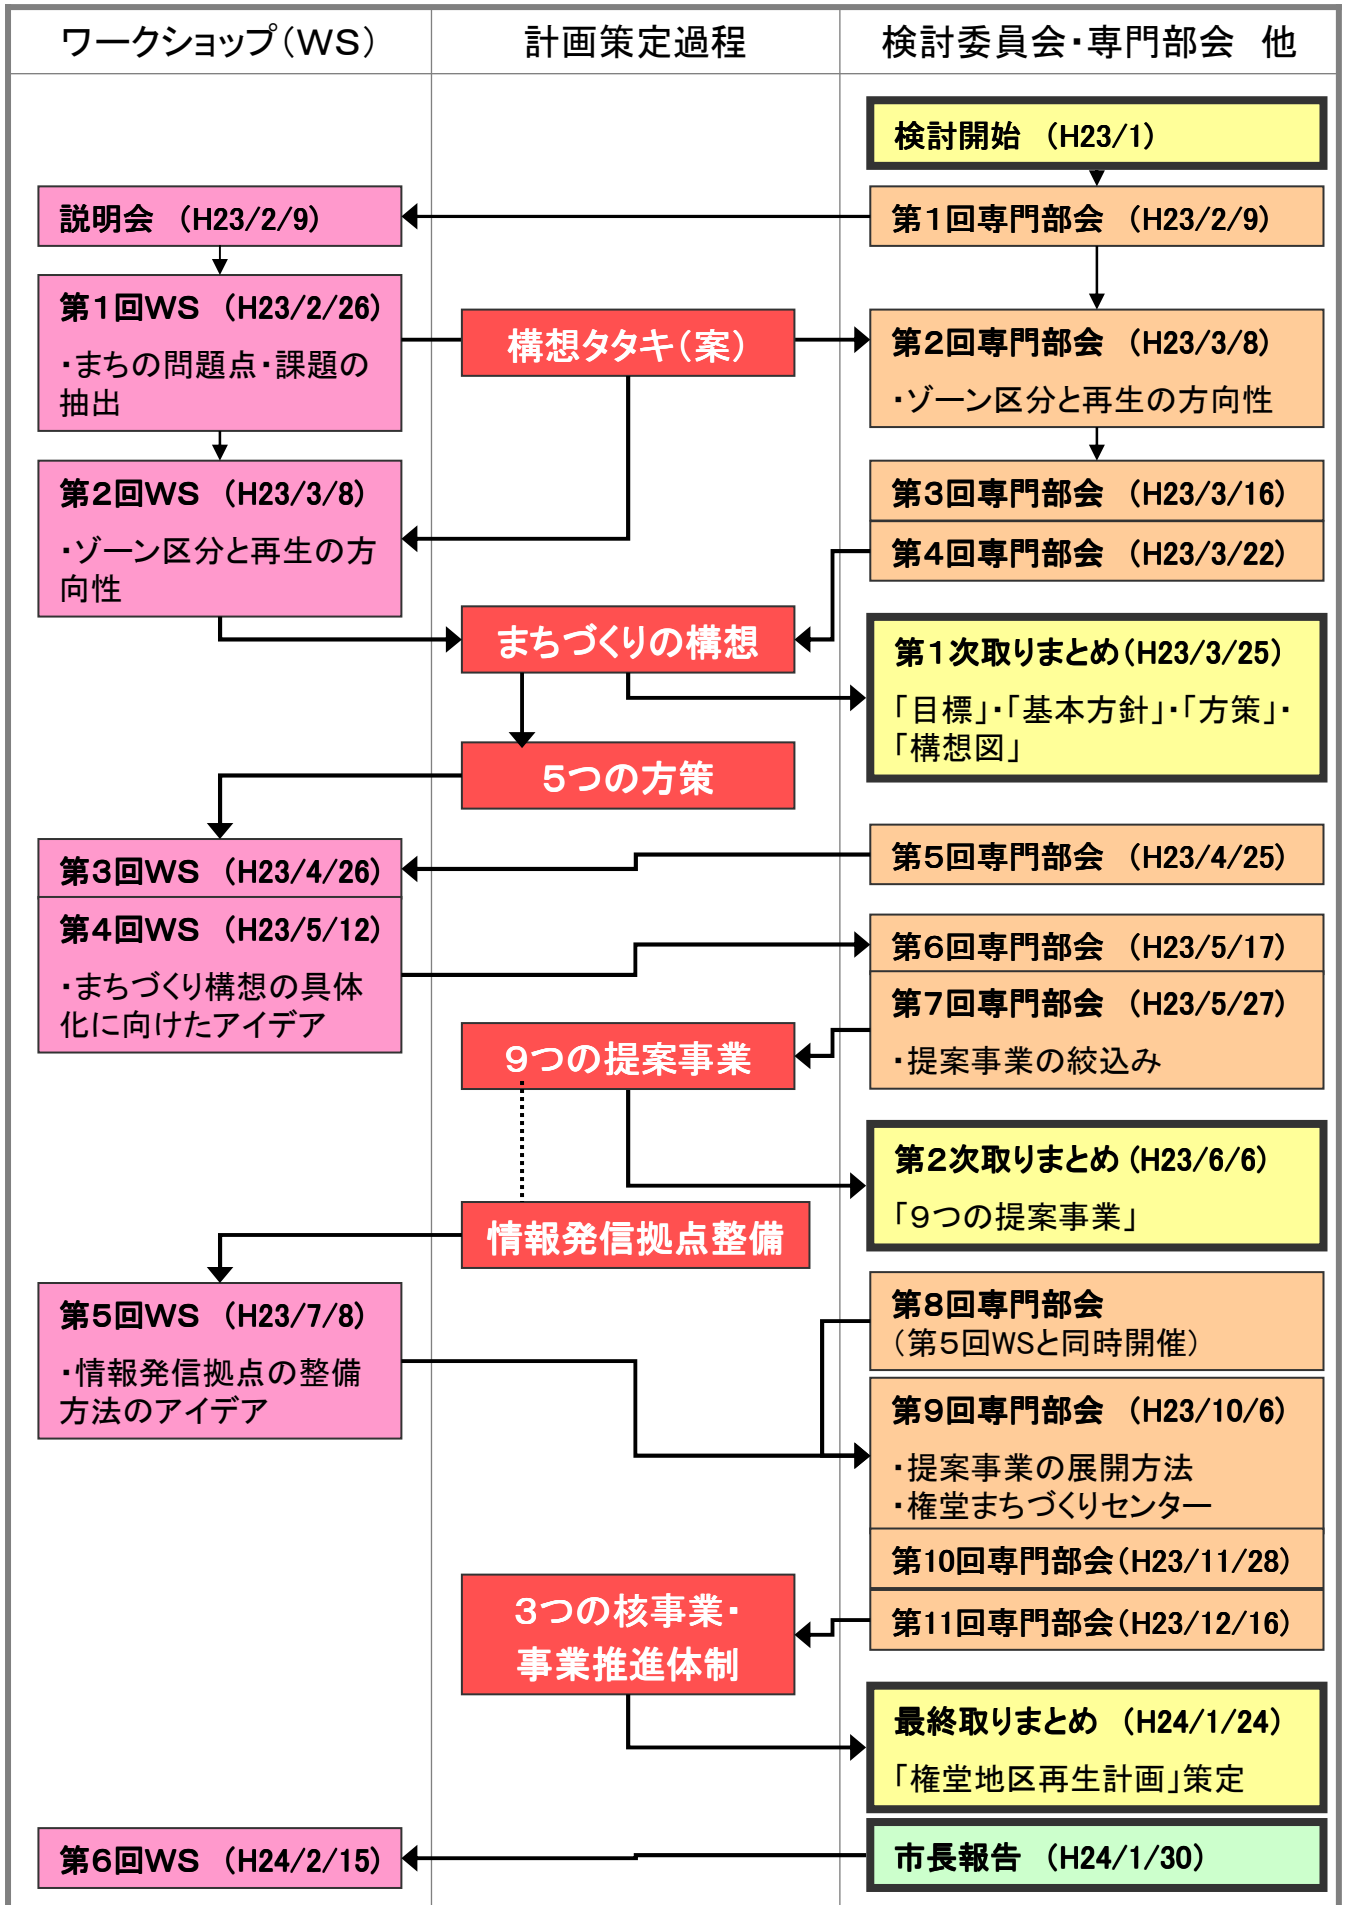 ワークショップ（WS）
計画策定過程
検討委員会・専門部会　他
検討開始　（H23/1）
説明会　（H23/2/9）
第１回専門部会　（H23/2/9）
第１回WS　（H23/2/26）
・まちの問題点・課題の
抽出
構想タタキ（案）
第２回専門部会　（H23/3/8）
・ゾーン区分と再生の方向性
第２回WS　（H23/3/8）
・ゾーン区分と再生の方
向性
第３回専門部会　（H23/3/16）
第４回専門部会　（H23/3/22）
まちづくりの構想
第１次取りまとめ（H23/3/25）
「目標」・「基本方針」・「方策」・
「構想図」
５つの方策
第３回WS　（H23/4/26）
第５回専門部会　（H23/4/25）
第４回WS　（H23/5/12）
・まちづくり構想の具体
化に向けたアイデア
第６回専門部会　（H23/5/17）
第７回専門部会　（H23/5/27）
・提案事業の絞込み
９つの提案事業
第２次取りまとめ（H23/6/6）
「９つの提案事業」
情報発信拠点整備
第５回WS　（H23/7/8）
・情報発信拠点の整備
方法のアイデア
第８回専門部会
（第５回WSと同時開催）
第９回専門部会　（H23/10/6）
・提案事業の展開方法
・権堂まちづくりセンター
第10回専門部会（H23/11/28）
第11回専門部会（H23/12/16）
３つの核事業・
事業推進体制
最終取りまとめ　（H24/1/24）
「権堂地区再生計画」策定
第６回WS　（H24/2/15）
市長報告　（H24/1/30）